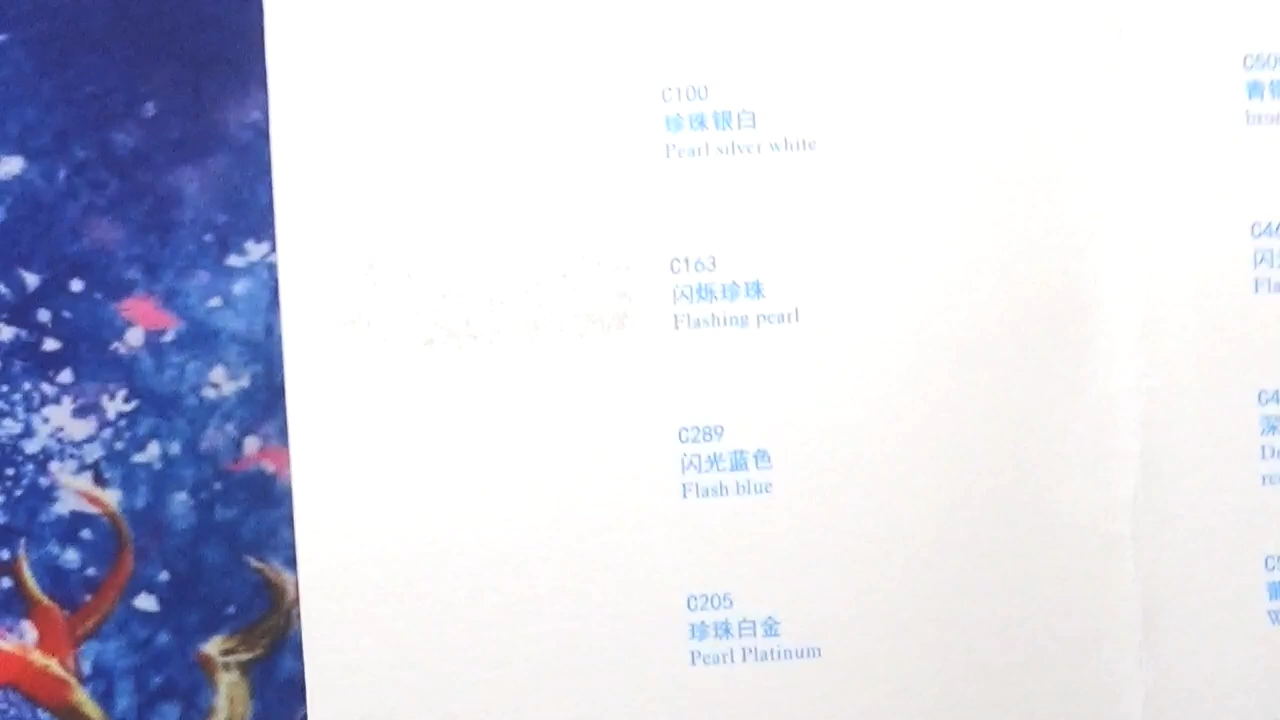 C100
珍珠银白
Pearl silver white
C163
闪烁珍珠
Flashing pearl
C289
闪光蓝色
Flash blue
C205
珍珠白金
Pearl Platinum